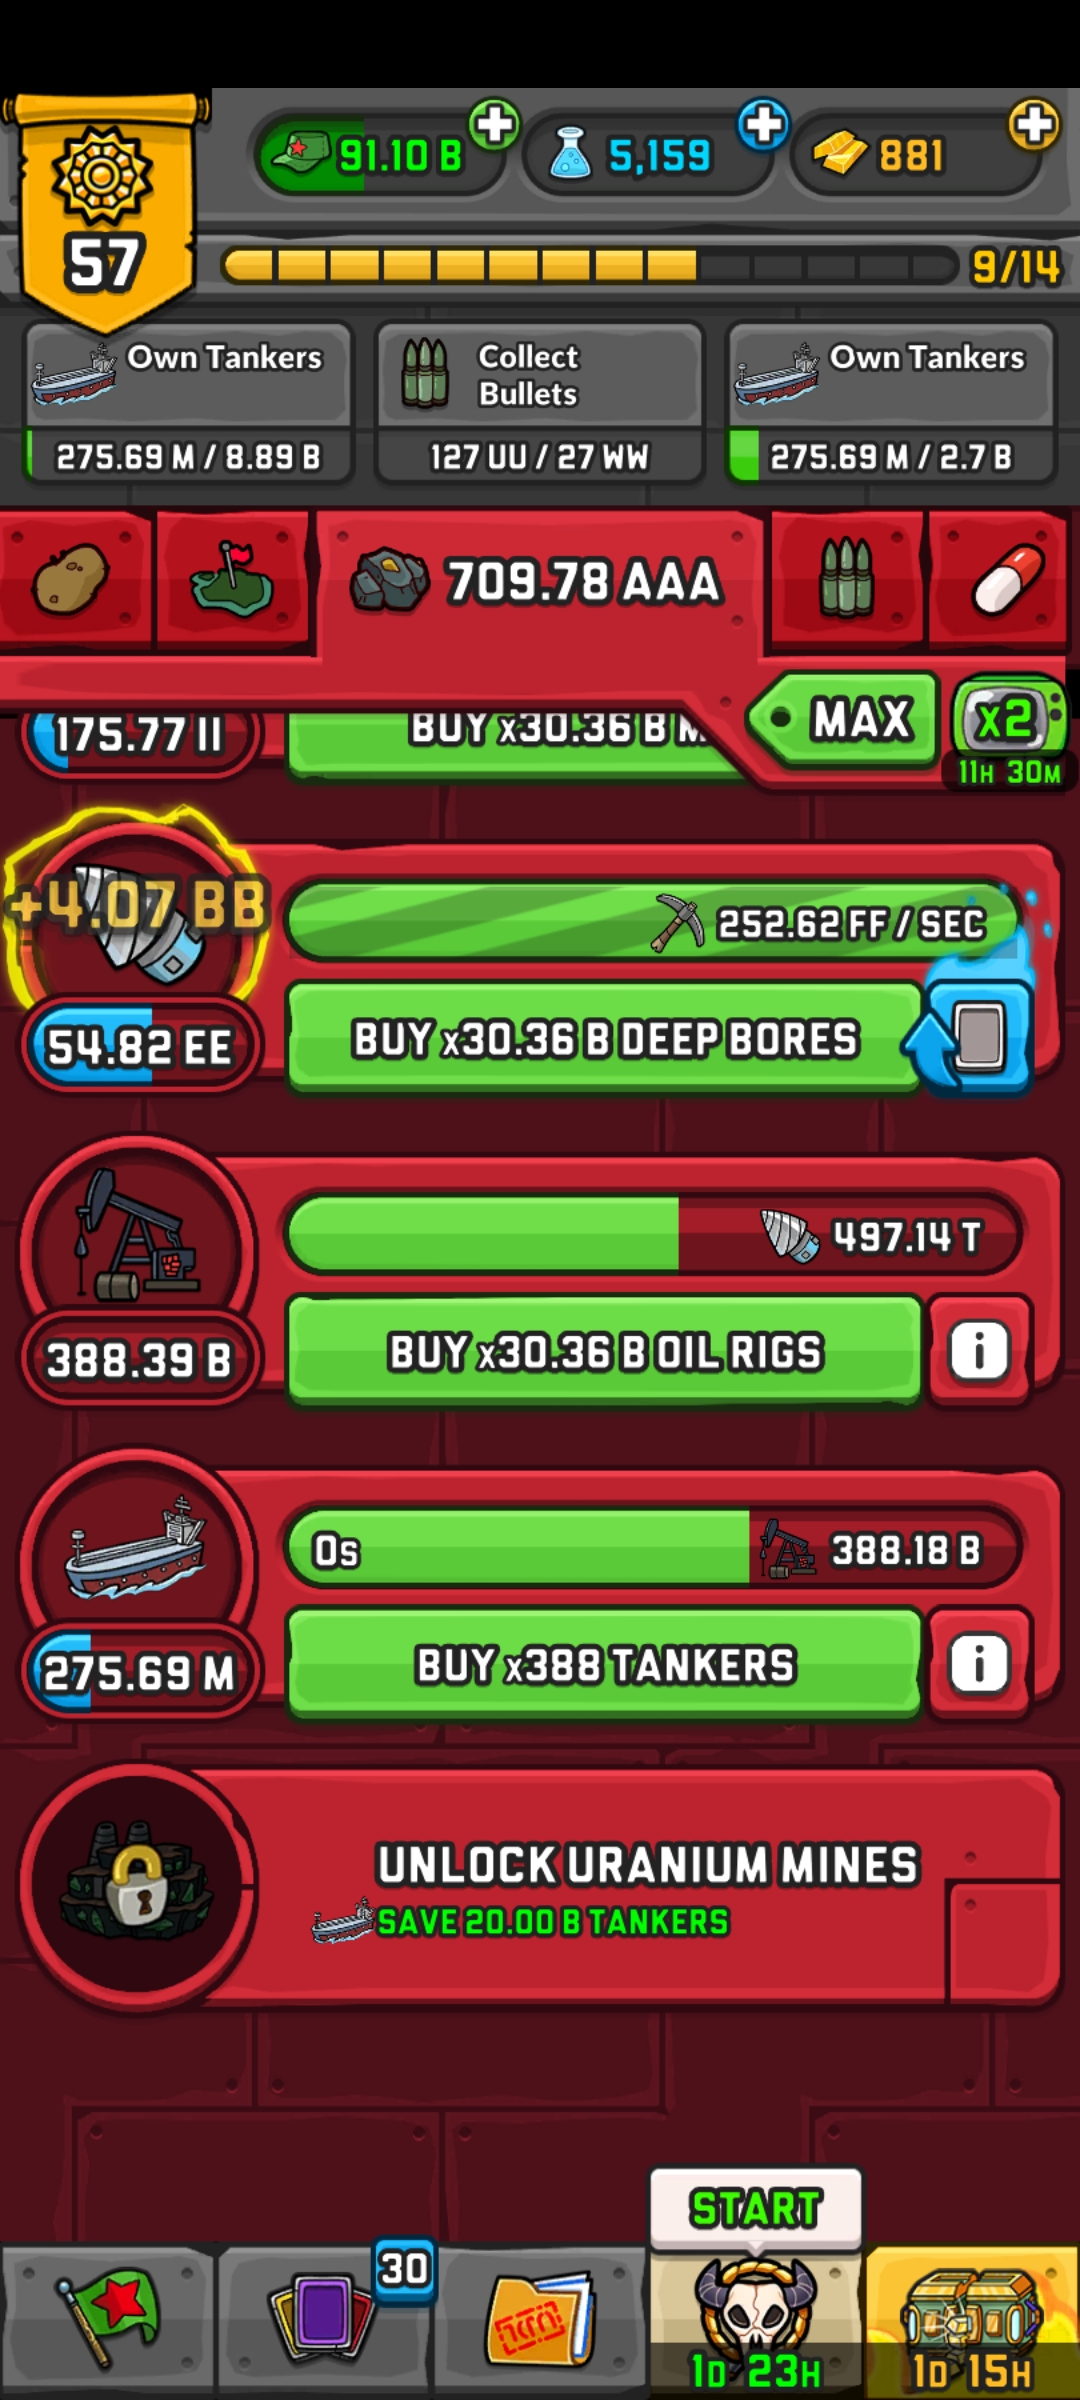 91.10 B
5,159
881
57
9/14
Own Tankers
275.69 M / 8.89 B
Collect
Bullets
127 UU / 27 WW
Own Tankers
275.69 M / 2.7 B
709.78 AAA
MAX
x2
11H 30M
175.77 II
BUY x30.36 B M
+4.07 BB
252.62 FF / SEC
54.82 EE
BUY x30.36 B DEEP BORES
497.14 T
388.39 B
BUY x30.36 B OIL RIGS
i
0s
388.18 B
275.69 M
BUY x388 TANKERS
i
UNLOCK URANIUM MINES
SAVE 20.00 B TANKERS
START
30
1D 23H
1D 15H